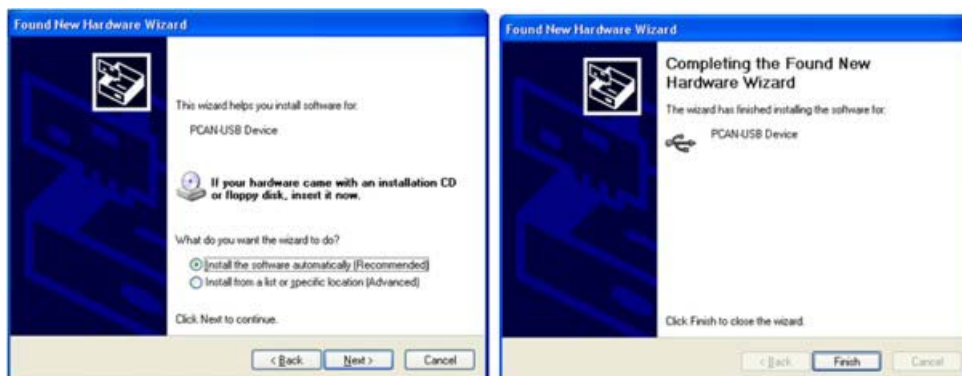 Found New Hardware Wizard
This wizard helps you install software for:
PCAN-USB Device
If your hardware came with an installation CD
or floppy disk, insert it now.
What do you want the wizard to do?
Install the software automatically (Recommended)
Install from a list or specific location (Advanced)
Click Next to continue.
< Back
Next >
Cancel
Found New Hardware Wizard
Completing the Found New
Hardware Wizard
The wizard has finished installing the software for:
PCAN-USB Device
Click Finish to close the wizard.
< Back
Finish
Cancel